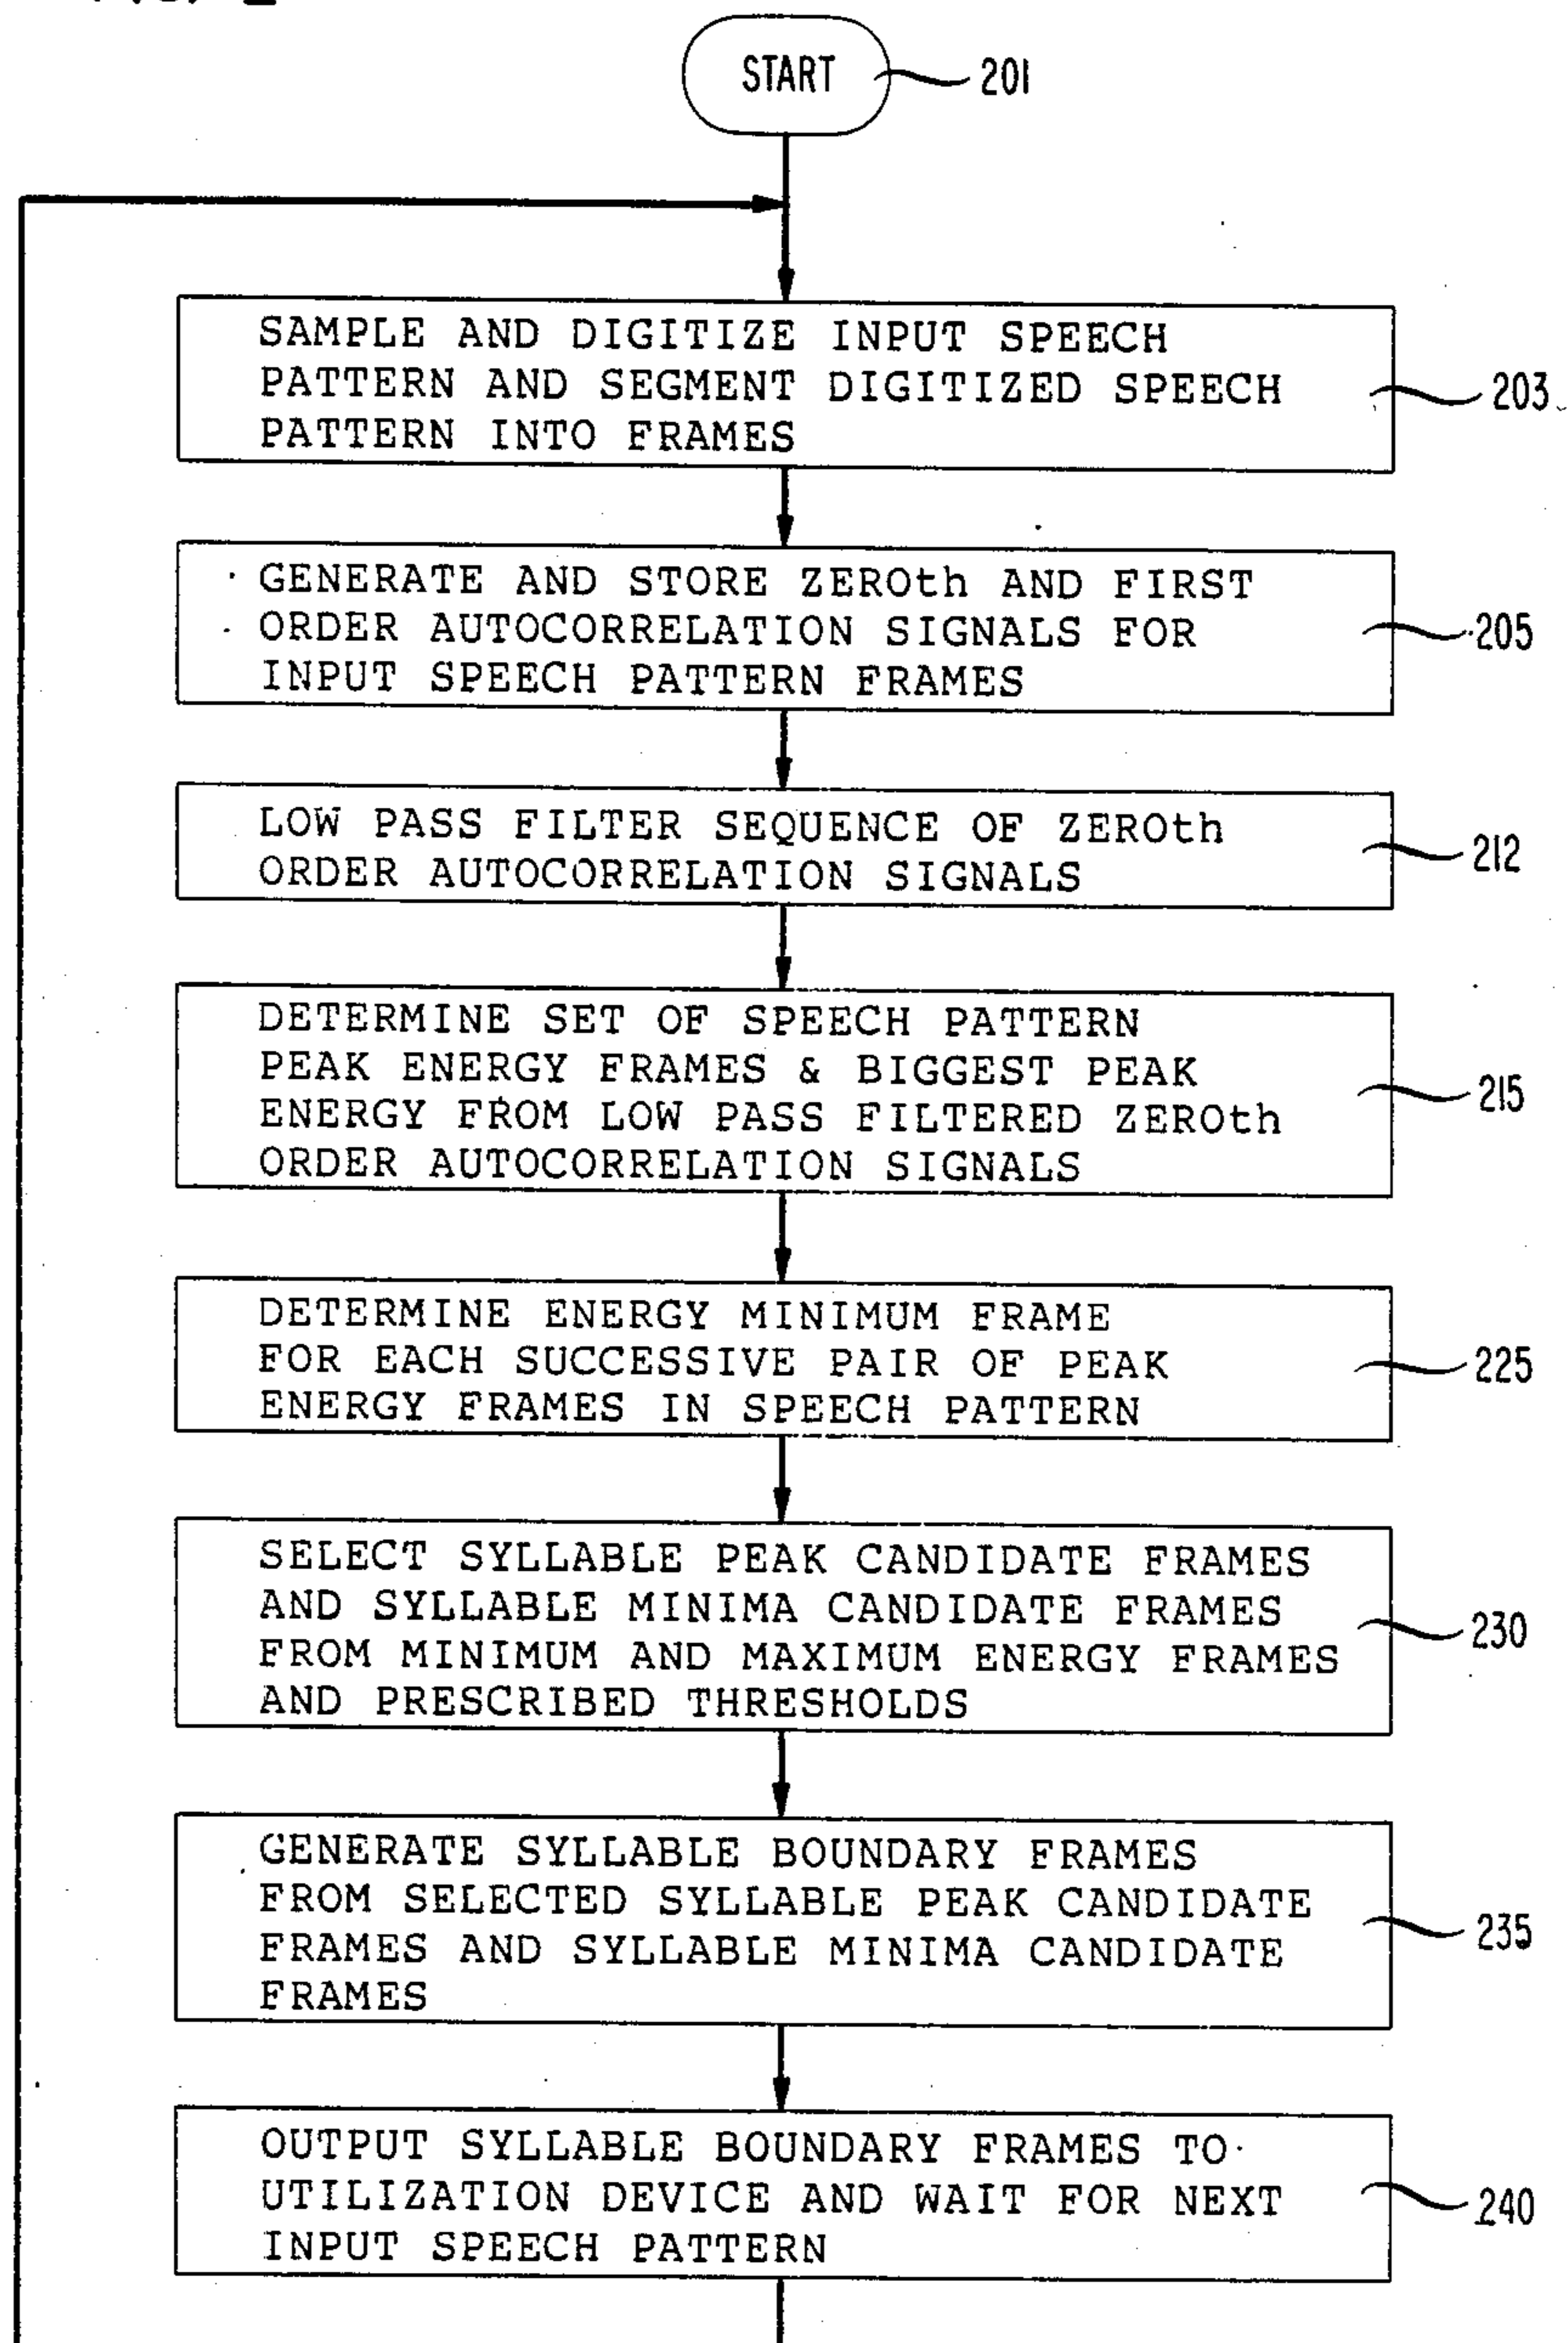 START
201
SAMPLE AND DIGITIZE INPUT SPEECH
PATTERN AND SEGMENT DIGITIZED SPEECH
PATTERN INTO FRAMES
203
GENERATE AND STORE ZEROth AND FIRST
ORDER AUTOCORRELATION SIGNALS FOR
INPUT SPEECH PATTERN FRAMES
205
LOW PASS FILTER SEQUENCE OF ZEROth
ORDER AUTOCORRELATION SIGNALS
212
DETERMINE SET OF SPEECH PATTERN
PEAK ENERGY FRAMES & BIGGEST PEAK
ENERGY FROM LOW PASS FILTERED ZEROth
ORDER AUTOCORRELATION SIGNALS
215
DETERMINE ENERGY MINIMUM FRAME
FOR EACH SUCCESSIVE PAIR OF PEAK
ENERGY FRAMES IN SPEECH PATTERN
225
SELECT SYLLABLE PEAK CANDIDATE FRAMES
AND SYLLABLE MINIMA CANDIDATE FRAMES
FROM MINIMUM AND MAXIMUM ENERGY FRAMES
AND PRESCRIBED THRESHOLDS
230
GENERATE SYLLABLE BOUNDARY FRAMES
FROM SELECTED SYLLABLE PEAK CANDIDATE
FRAMES AND SYLLABLE MINIMA CANDIDATE
FRAMES
235
OUTPUT SYLLABLE BOUNDARY FRAMES TO
UTILIZATION DEVICE AND WAIT FOR NEXT
INPUT SPEECH PATTERN
240